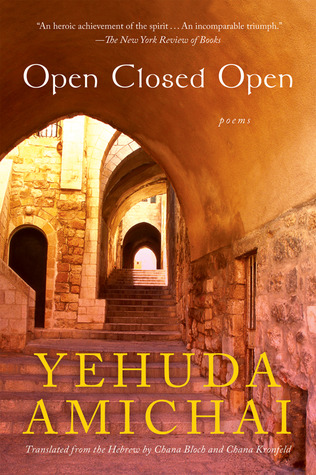 “An heroic achievement of the spirit . . . An incomparable triumph.”
—The New York Review of Books
Open Closed Open
poems
YEHUDA
AMICHAI
Translated from the Hebrew by Chana Bloch and Chana Kronfeld